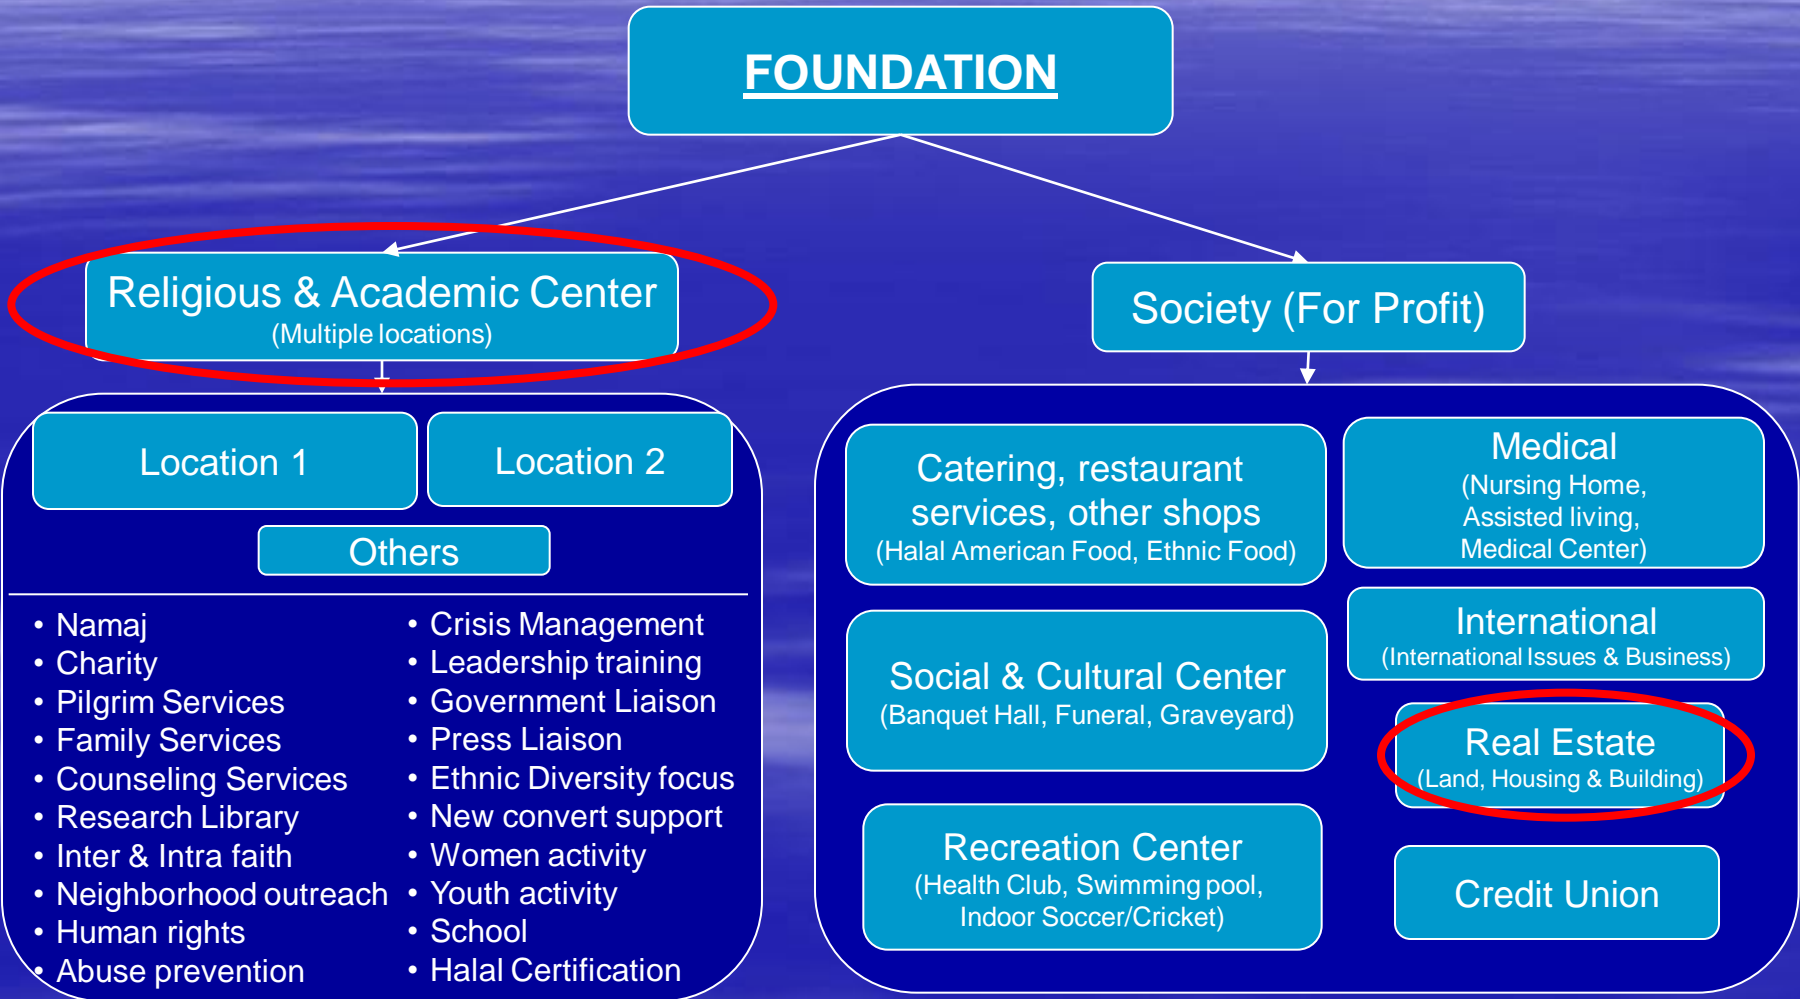 FOUNDATION
Religious & Academic Center
(Multiple locations)
Location 1
Location 2
Others
• Namaj
• Charity
• Pilgrim Services
• Family Services
• Counseling Services
• Research Library
• Inter & Intra faith
• Neighborhood outreach
• Human rights
• Abuse prevention
• Crisis Management
• Leadership training
• Government Liaison
• Press Liaison
• Ethnic Diversity focus
• New convert support
• Women activity
• Youth activity
• School
• Halal Certification
Society (For Profit)
Catering, restaurant
services, other shops
(Halal American Food, Ethnic Food)
Social & Cultural Center
(Banquet Hall, Funeral, Graveyard)
Recreation Center
(Health Club, Swimming pool,
Indoor Soccer/Cricket)
Medical
(Nursing Home,
Assisted living,
Medical Center)
International
(International Issues & Business)
Real Estate
(Land, Housing & Building)
Credit Union